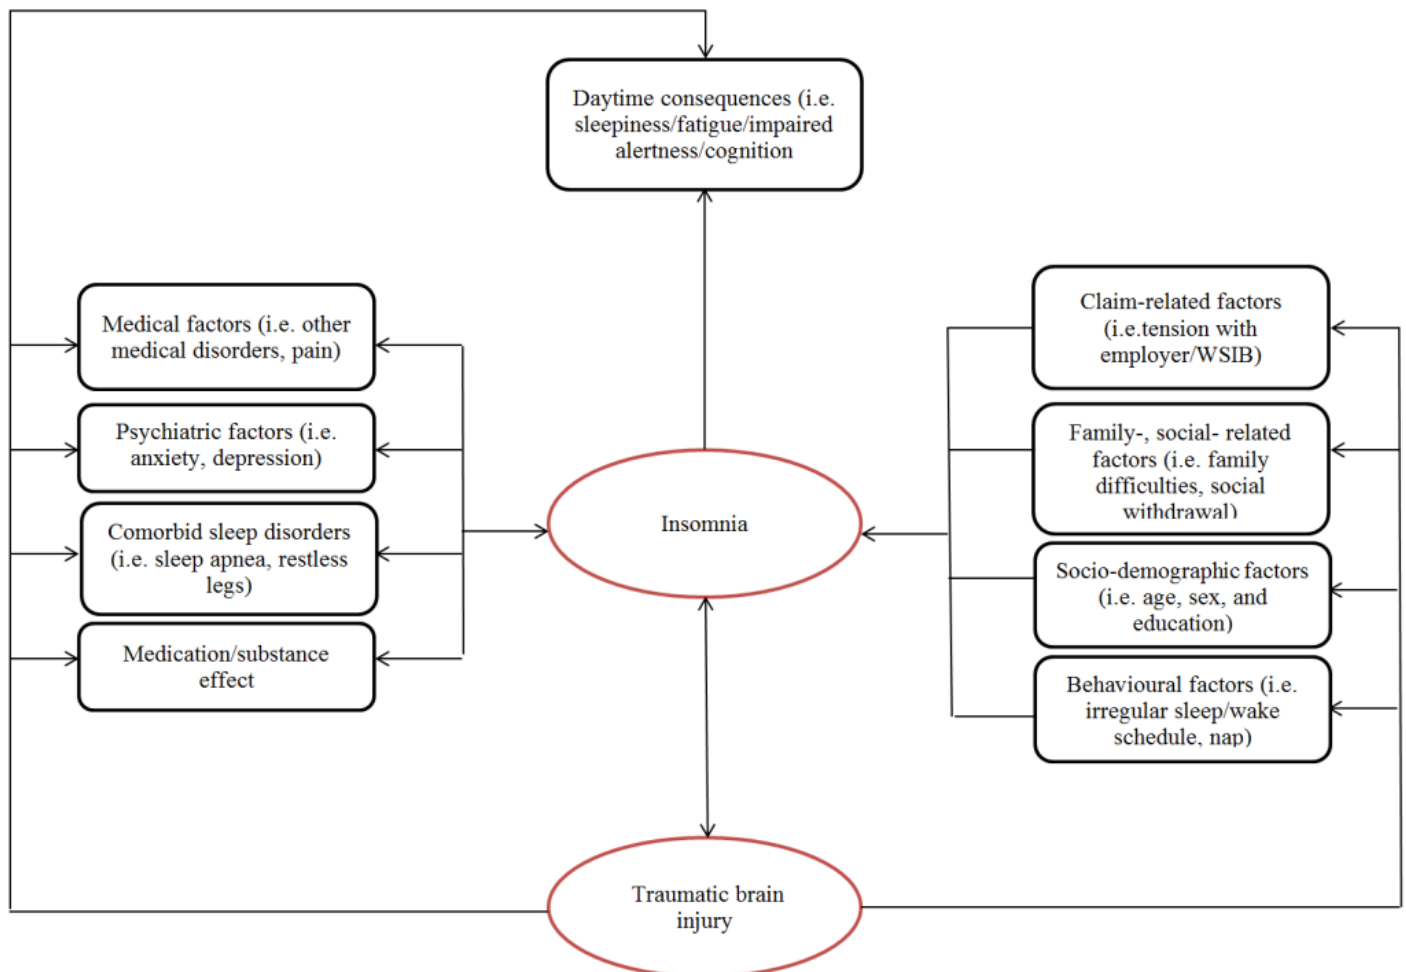 Daytime consequences (i.e.
sleepiness/fatigue/impaired
alertness/cognition
Medical factors (i.e. other
medical disorders, pain)
Psychiatric factors (i.e.
anxiety, depression)
Comorbid sleep disorders
(i.e. sleep apnea, restless
legs)
Medication/substance
effect
Insomnia
Claim-related factors
(i.e.tension with
employer/WSIB)
Family-, social- related
factors (i.e. family
difficulties, social
withdrawal)
Socio-demographic factors
(i.e. age, sex, and
education)
Behavioural factors (i.e.
irregular sleep/wake
schedule, nap)
Traumatic brain
injury